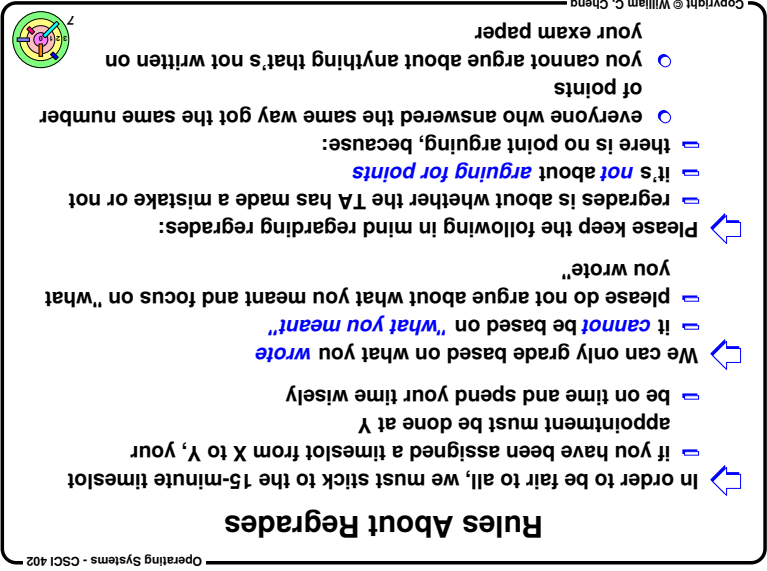 Operating Systems - CSCI 402
Rules About Regrades
In order to be fair to all, we must stick to the 15-minute timeslot
if you have been assigned a timeslot from X to Y, your
appointment must be done at Y
be on time and spend your time wisely
We can only grade based on what you wrote
it cannot be based on "what you meant"
please do not argue about what you meant and focus on "what
you wrote"
Please keep the following in mind regarding regrades:
regrades is about whether the TA has made a mistake or not
it's not about arguing for points
there is no point arguing, because:
everyone who answered the same way got the same number
of points
you cannot argue about anything that's not written on
your exam paper
7
Copyright © William C. Cheng